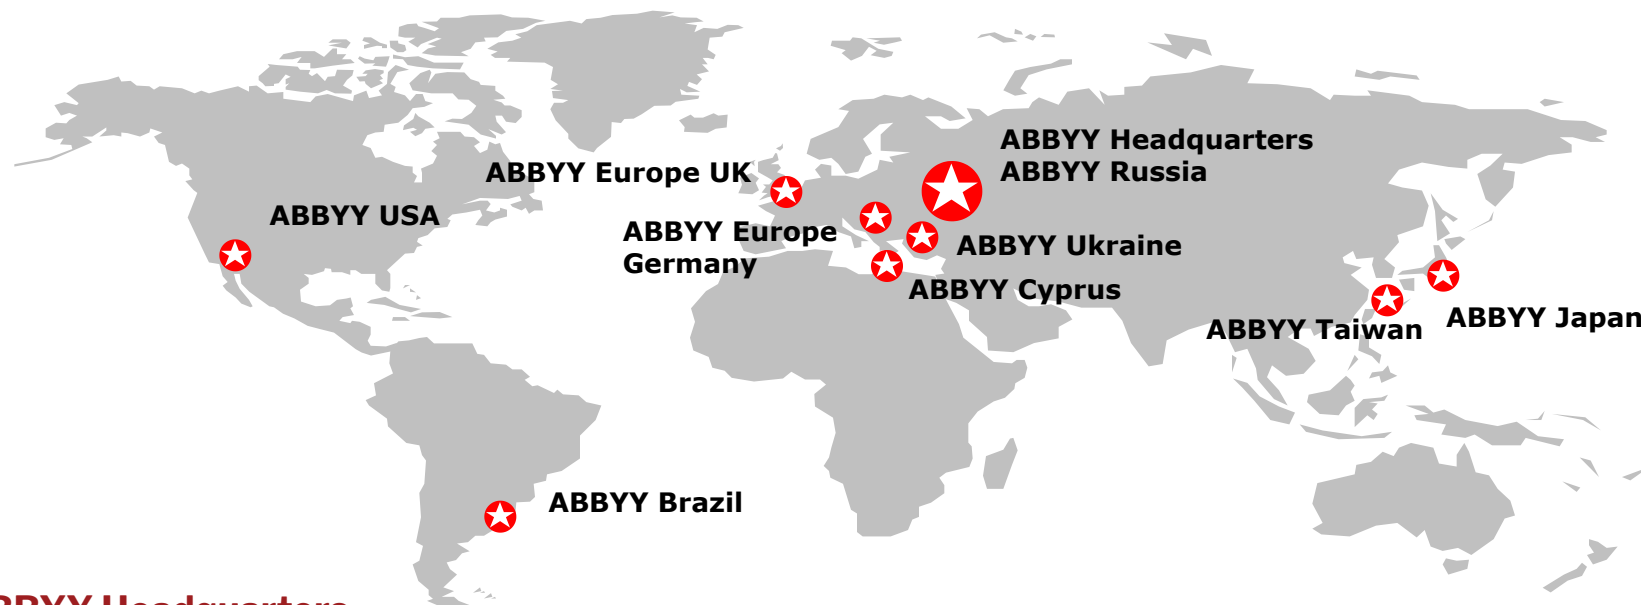 ABBYY Headquarters
ABBYY Russia
ABBYY Europe UK
ABBYY USA
ABBYY Europe
Germany
ABBYY Ukraine
ABBYY Cyprus
ABBYY Taiwan
ABBYY Japan
ABBYY Brazil
Headquarters